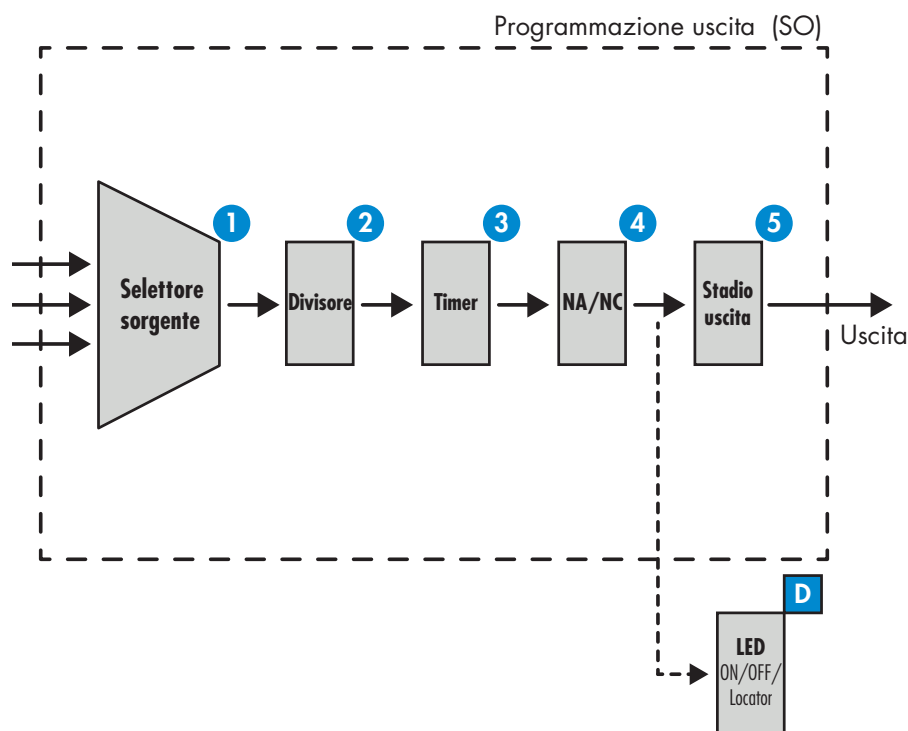 Programmazione uscita (SO)
1
2
3
4
5
Selettore
sorgente
Divisore
Timer
NA/NC
Stadio
uscita
Uscita
D
LED
ON/OFF/
Locator